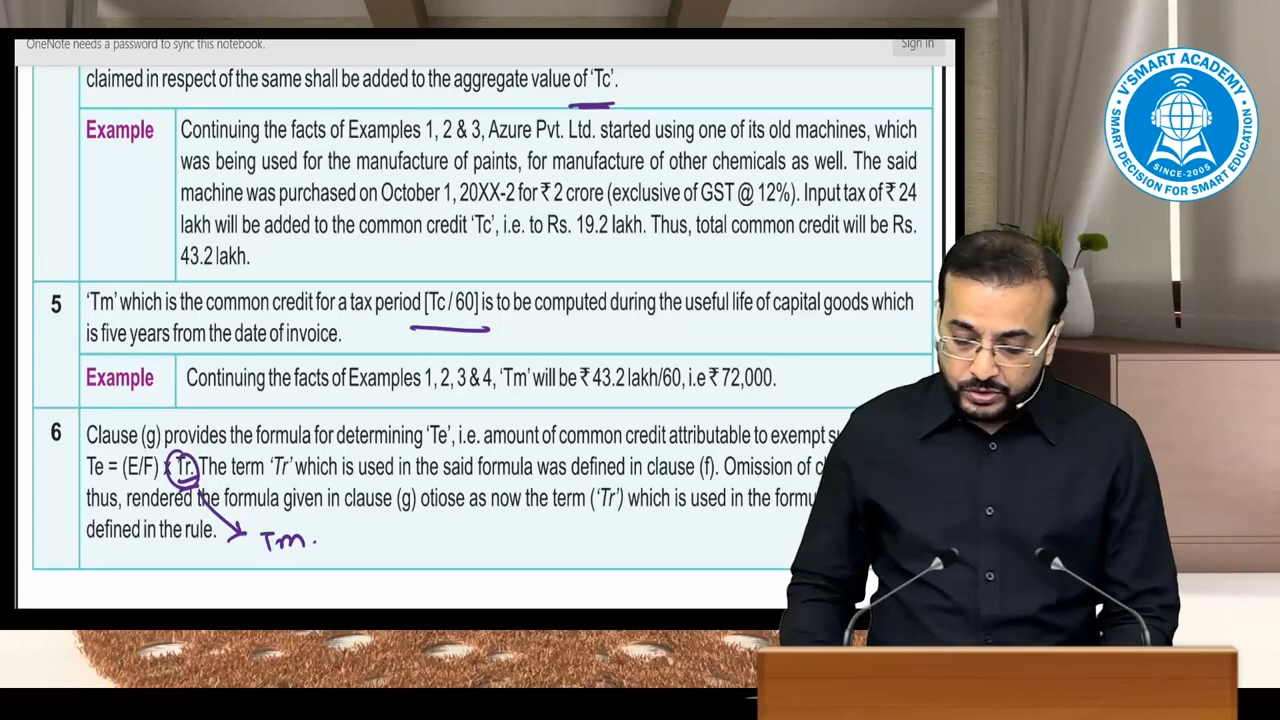 OneNote needs a password to sync this notebook.
Sign in
claimed in respect of the same shall be added to the aggregate value of ‘Tc’.
Example
Continuing the facts of Examples 1, 2 & 3, Azure Pvt. Ltd. started using one of its old machines, which
was being used for the manufacture of paints, for manufacture of other chemicals as well. The said
machine was purchased on October 1, 20XX-2 for ₹ 2 crore (exclusive of GST @ 12%). Input tax of ₹ 24
lakh will be added to the common credit ‘Tc’, i.e. to Rs. 19.2 lakh. Thus, total common credit will be Rs.
43.2 lakh.
5
‘Tm’ which is the common credit for a tax period [Tc / 60] is to be computed during the useful life of capital goods which
is five years from the date of invoice.
Example
Continuing the facts of Examples 1, 2, 3 & 4, ‘Tm’ will be ₹ 43.2 lakh/60, i.e ₹ 72,000.
6
Clause (g) provides the formula for determining ‘Te’, i.e. amount of common credit attributable to exempt
Te = (E/F) x Tr. The term ‘Tr’ which is used in the said formula was defined in clause (f). Omission of
thus, rendered the formula given in clause (g) otiose as now the term (‘Tr’) which is used in the
defined in the rule.
Tm.
V'SMART ACADEMY
SINCE-2005
SMART DECISION FOR SMART EDUCATION